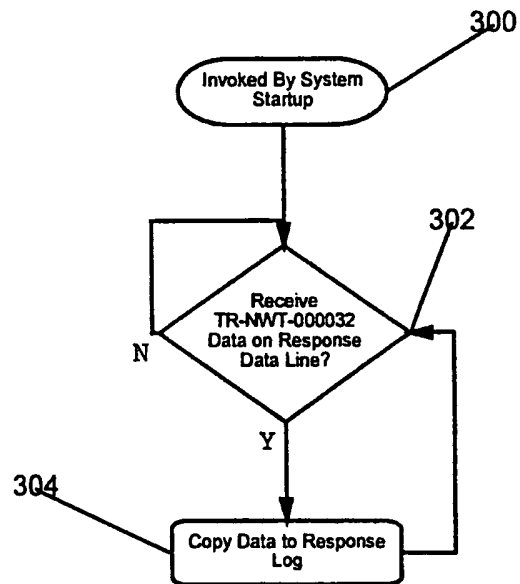 300
Invoked By System
Startup
302
Receive
TR-NWT-000032
Data on Response
Data Line?
N
Y
304
Copy Data to Response
Log